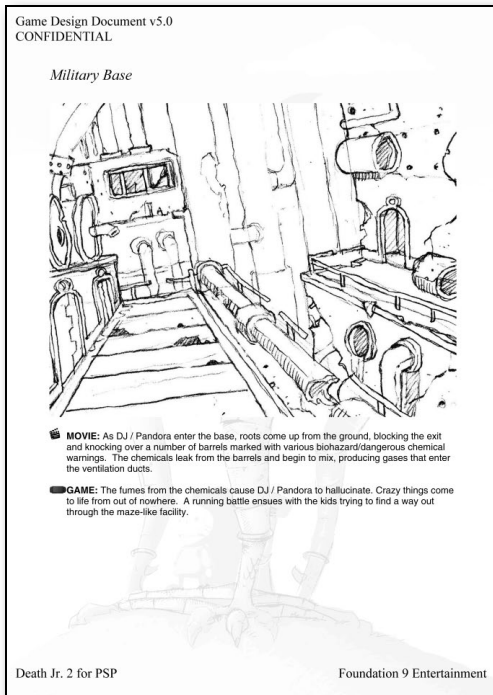 Game Design Document v5.0
CONFIDENTIAL
Military Base
MOVIE: As DJ / Pandora enter the base, roots come up from the ground, blocking the exit
and knocking over a number of barrels marked with various biohazard/dangerous chemical
warnings. The chemicals leak from the barrels and begin to mix, producing gases that enter
the ventilation ducts.
GAME: The fumes from the chemicals cause DJ / Pandora to hallucinate. Crazy things come
to life from out of nowhere. A running battle ensues with the kids trying to find a way out
through the maze-like facility.
Death Jr. 2 for PSP
Foundation 9 Entertainment